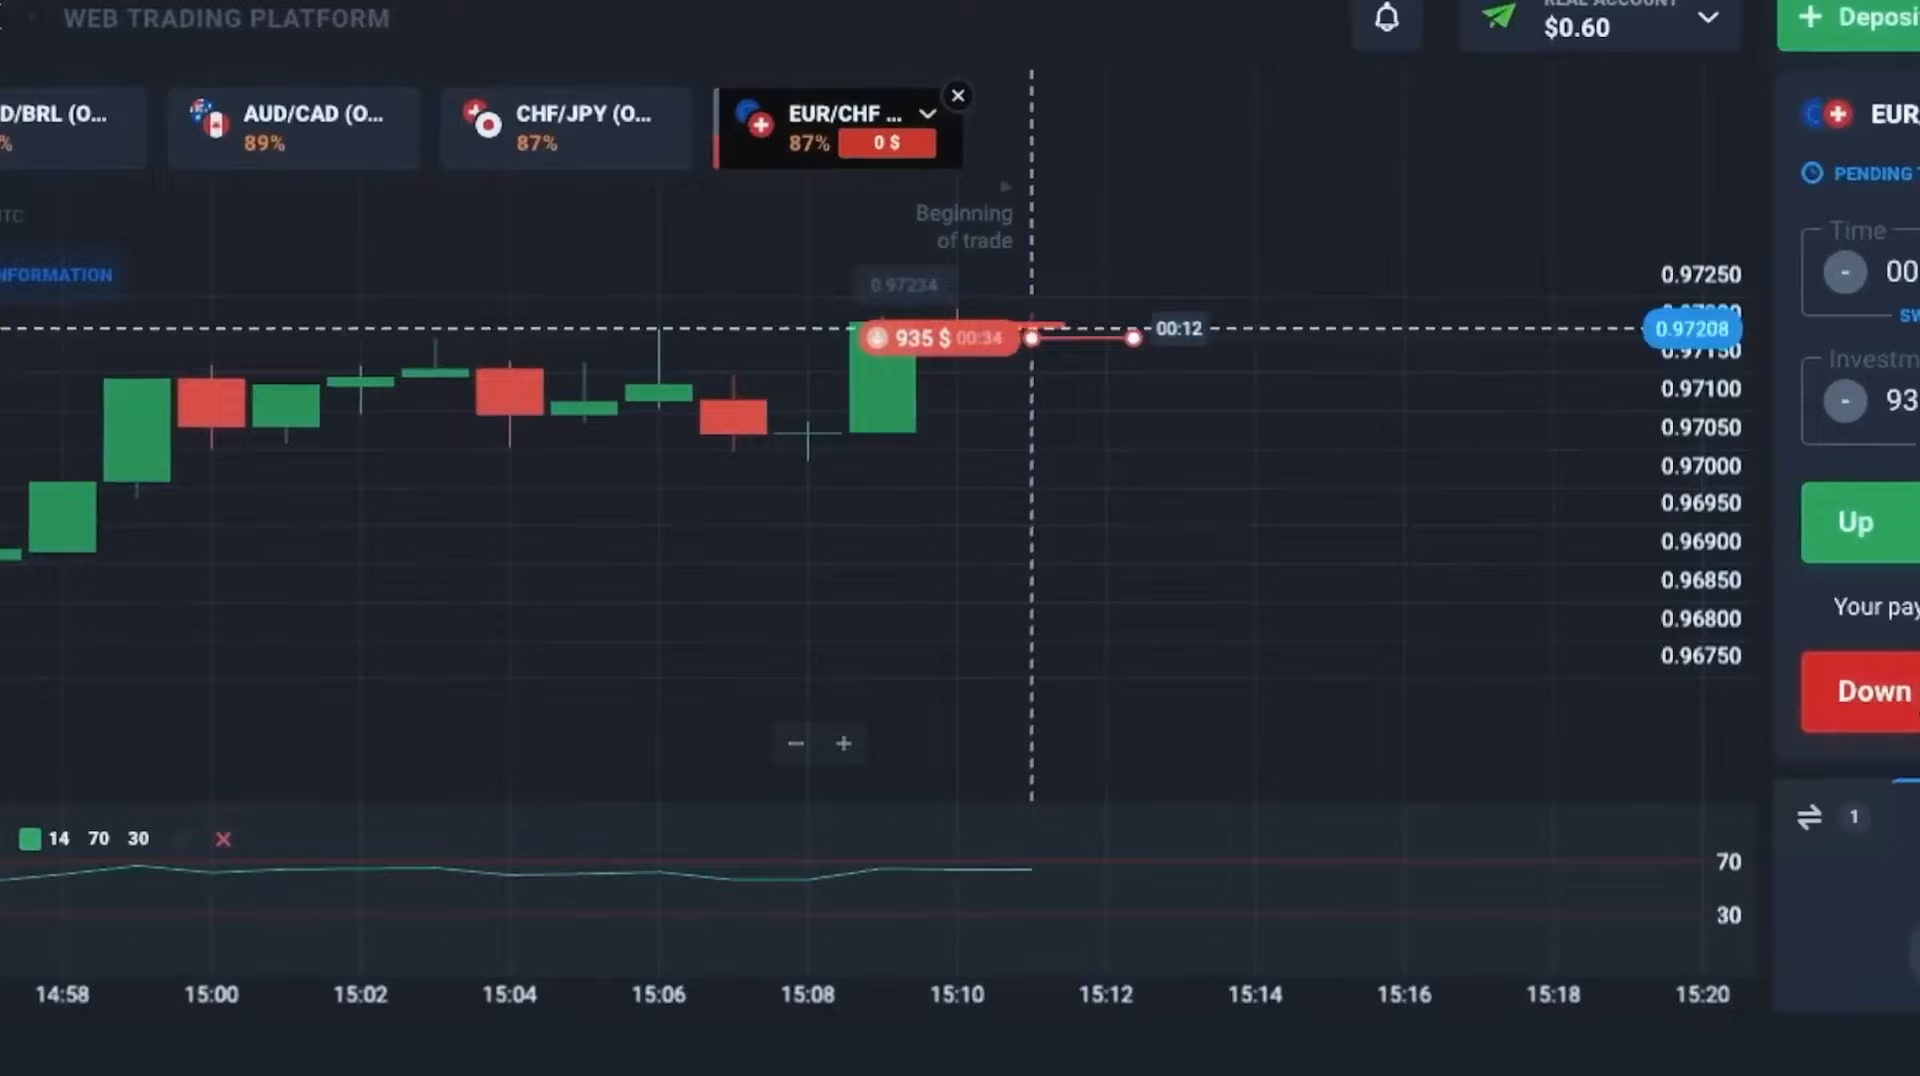 WEB TRADING PLATFORM
$0.60
D/BRL (O...
%
AUD/CAD (O...
89%
CHF/JPY (O...
87%
EUR/CHF ...
87%
0 $
Beginning
of trade
TC
NFORMATION
0.97234
935 $ 00:34
00:12
0.97250
0.97208
0.97150
0.97100
0.97050
0.97000
0.96950
0.96900
0.96850
0.96800
0.96750
14 70 30
70
30
14:58
15:00
15:02
15:04
15:06
15:08
15:10
15:12
15:14
15:16
15:18
15:20
+ Deposi
EUR
PENDING
Time
- 00
SW
Investm
- 93
Up
Your pay
Down
1